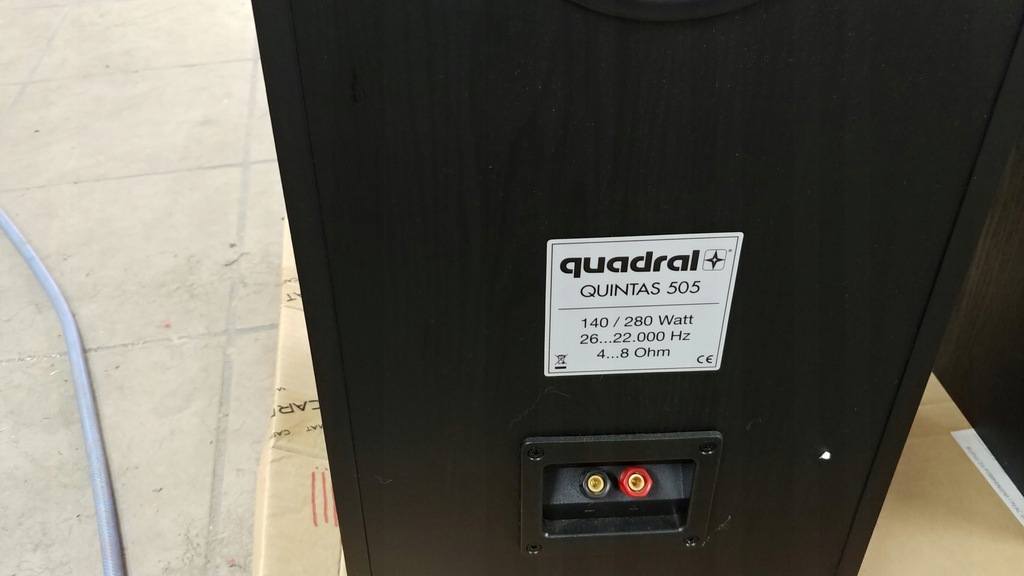 quadral
QUINTAS 505
140 / 280 Watt
26...22.000 Hz
4...8 Ohm
CE